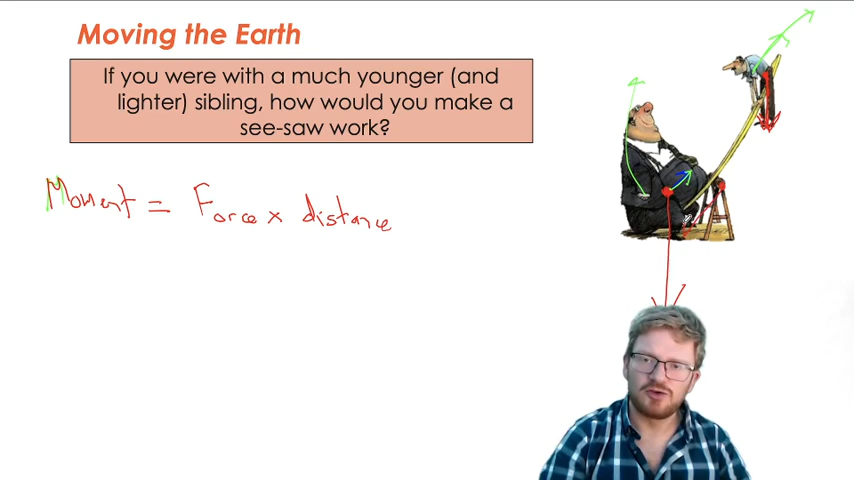 Moving the Earth
If you were with a much younger (and
lighter) sibling, how would you make a
see-saw work?
Moment = Force x distance